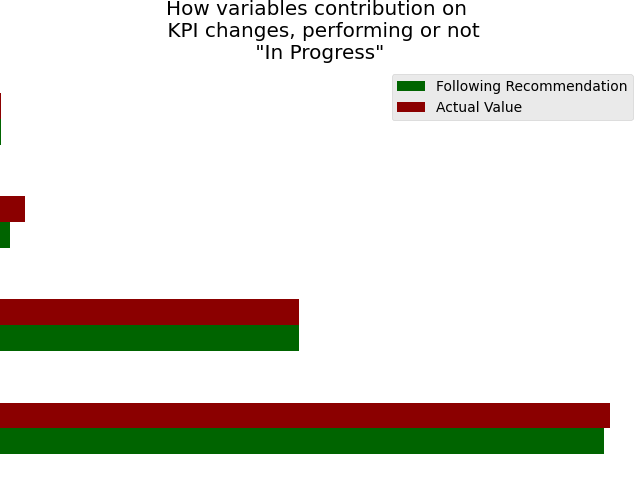 How variables contribution on
KPI changes, performing or not
"In Progress"
Following Recommendation
Actual Value